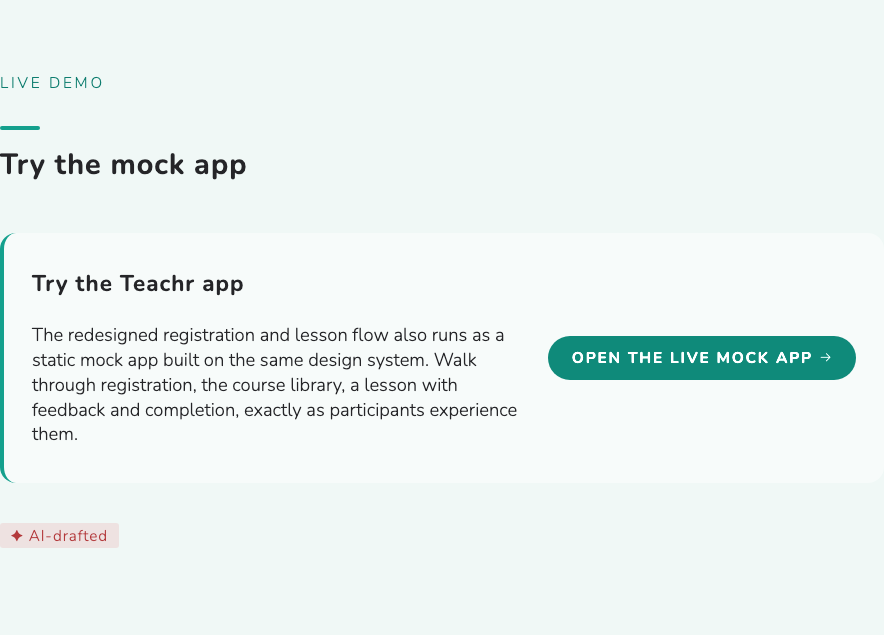 LIVE DEMO
Try the mock app
Try the Teachr app
The redesigned registration and lesson flow also runs as a
static mock app built on the same design system. Walk
through registration, the course library, a lesson with
feedback and completion, exactly as participants experience
them.
OPEN THE LIVE MOCK APP →
✦ AI-drafted